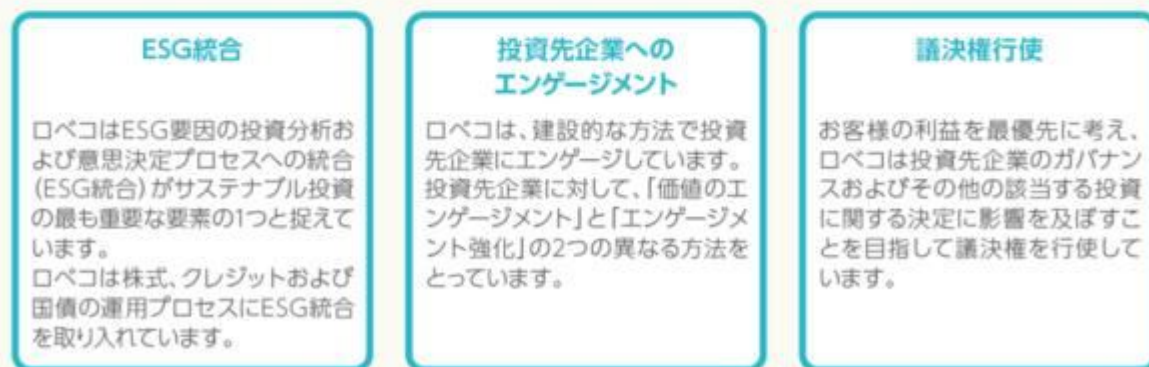 ESG統合
ロベコはESG要因の投資分析お
よび意思決定プロセスへの統合
(ESG統合)がサステナブル投資
の最も重要な要素の1つと捉えて
います。
ロベコは株式、クレジットおよび
国債の運用プロセスにESG統合
を取り入れています。
投資先企業への
エンゲージメント
ロベコは、建設的な方法で投資
先企業にエンゲージしています。
投資先企業に対して、「価値のエ
ンゲージメント」と「エンゲージメ
ント強化」の2つの異なる方法を
とっています。
議決権行使
お客様の利益を最優先に考え、
ロベコは投資先企業のガバナン
スおよびその他の該当する投資
に関する決定に影響を及ぼすこ
とを目指して議決権を行使して
います。